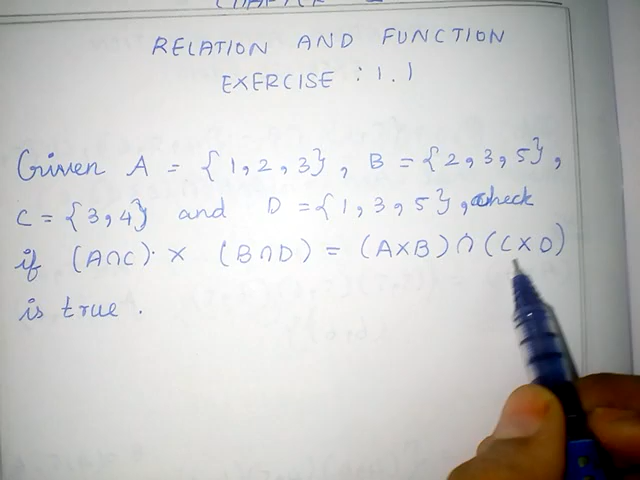 RELATION AND FUNCTION
EXERCISE : 1.1
Given A = {1,2,3}, B = {2,3,5},
C = {3,4} and D = {1,3,5}, check
if (A∩C) × (B∩D) = (A×B) ∩ (C×D)
is true.